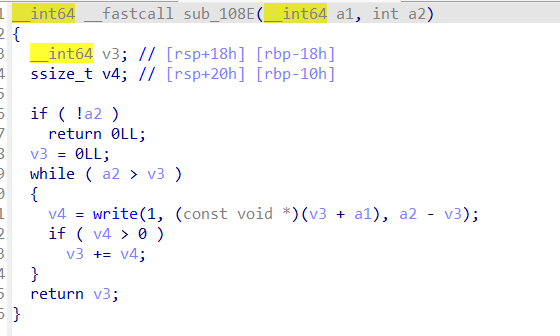 1 __int64 __fastcall sub_108E(__int64 a1, int a2)
2 {
3 __int64 v3; // [rsp+18h] [rbp-18h]
4 ssize_t v4; // [rsp+20h] [rbp-10h]
5
6 if ( !a2 )
7 return 0LL;
8 v3 = 0LL;
9 while ( a2 > v3 )
0 {
1 v4 = write(1, (const void *)(v3 + a1), a2 - v3);
2 if ( v4 > 0 )
3 v3 += v4;
4 }
5 return v3;
6 }